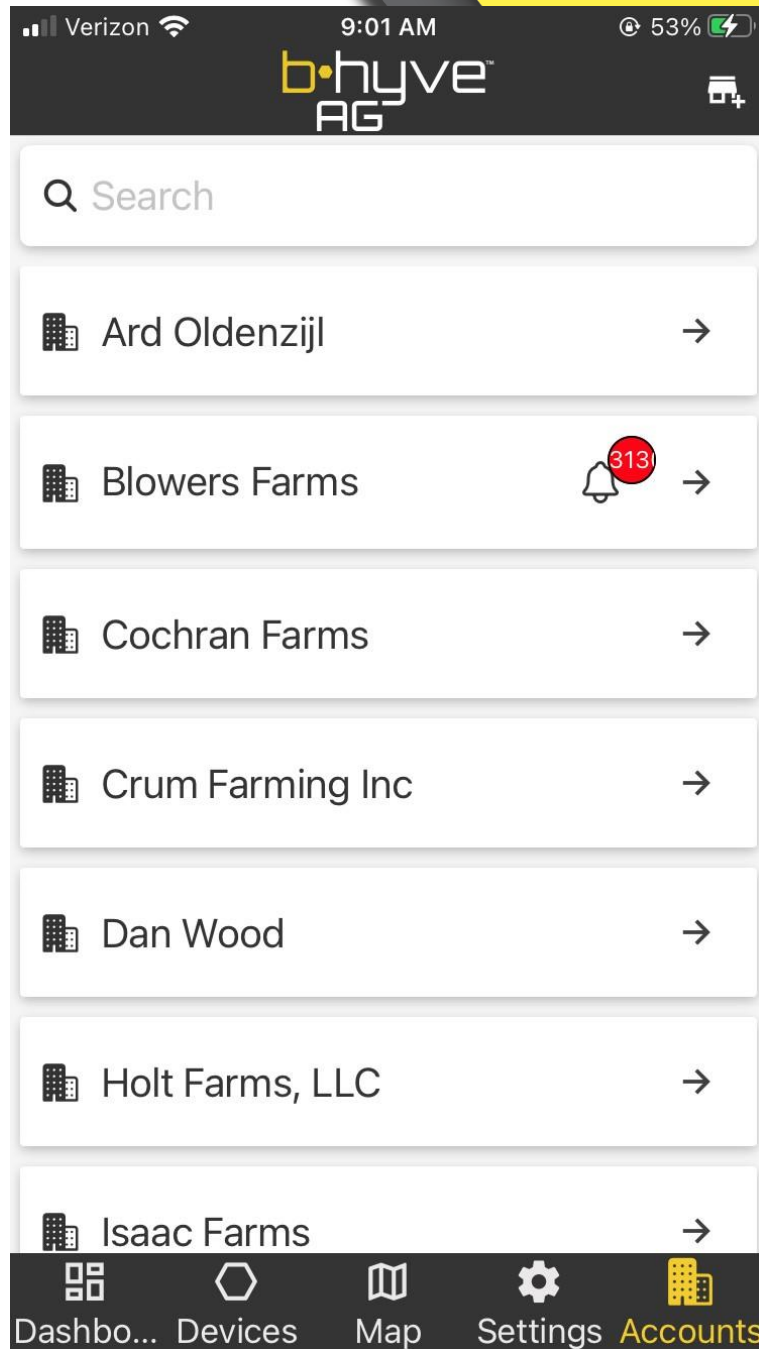 Verizon 9:01 AM 53%
b•hyve™
AG
Search
Ard Oldenzijl
Blowers Farms
Cochran Farms
Crum Farming Inc
Dan Wood
Holt Farms, LLC
Isaac Farms
Dashbo... Devices Map Settings Accounts